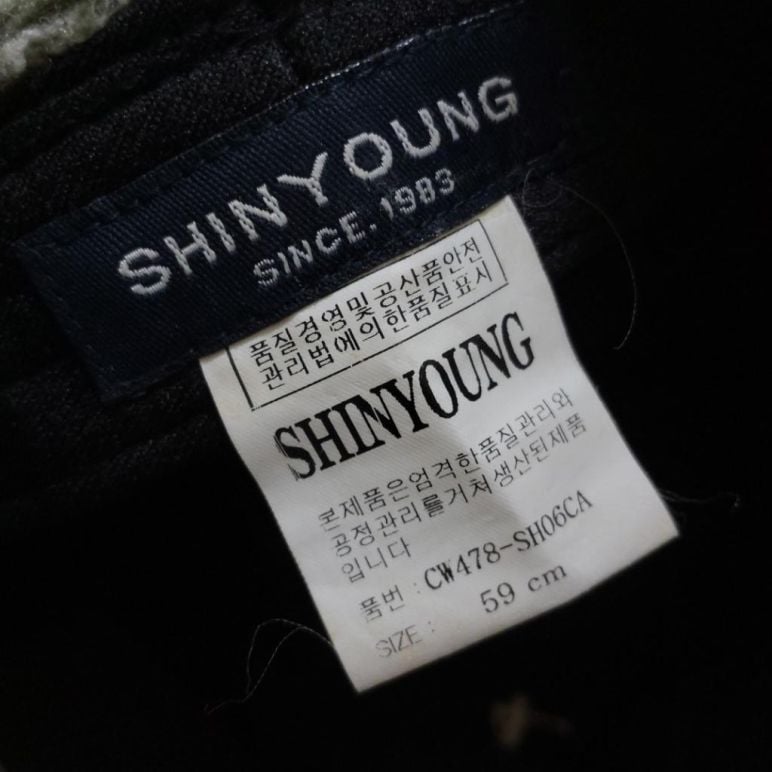 SHINYOUNG
SINCE. 1983
품질경영및공산품안전
관리법에의한품질표시
SHINYOUNG
본제품은엄격한품질관리와
공정관리를거쳐생산된제품
입니다
품번 : CW478-SH06CA
SIZE : 59 cm